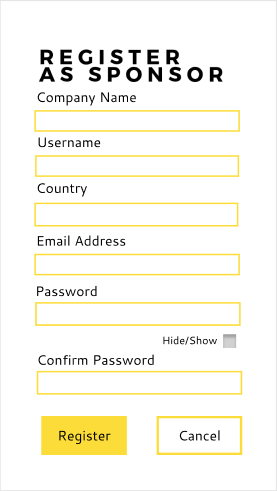 REGISTER
AS SPONSOR
Company Name
Username
Country
Email Address
Password
Hide/Show
Confirm Password
Register
Cancel